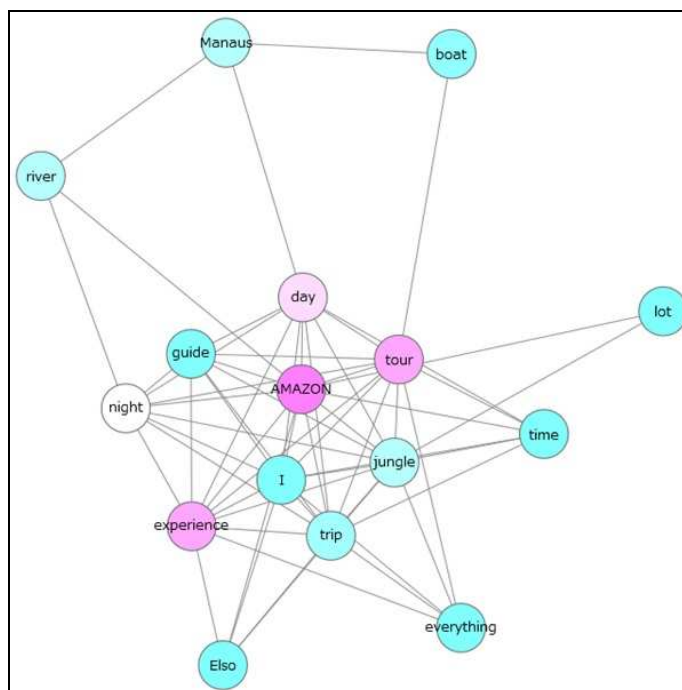 Manaus
boat
river
day
lot
guide
tour
AMAZON
night
time
jungle
I
experience
trip
everything
Elso